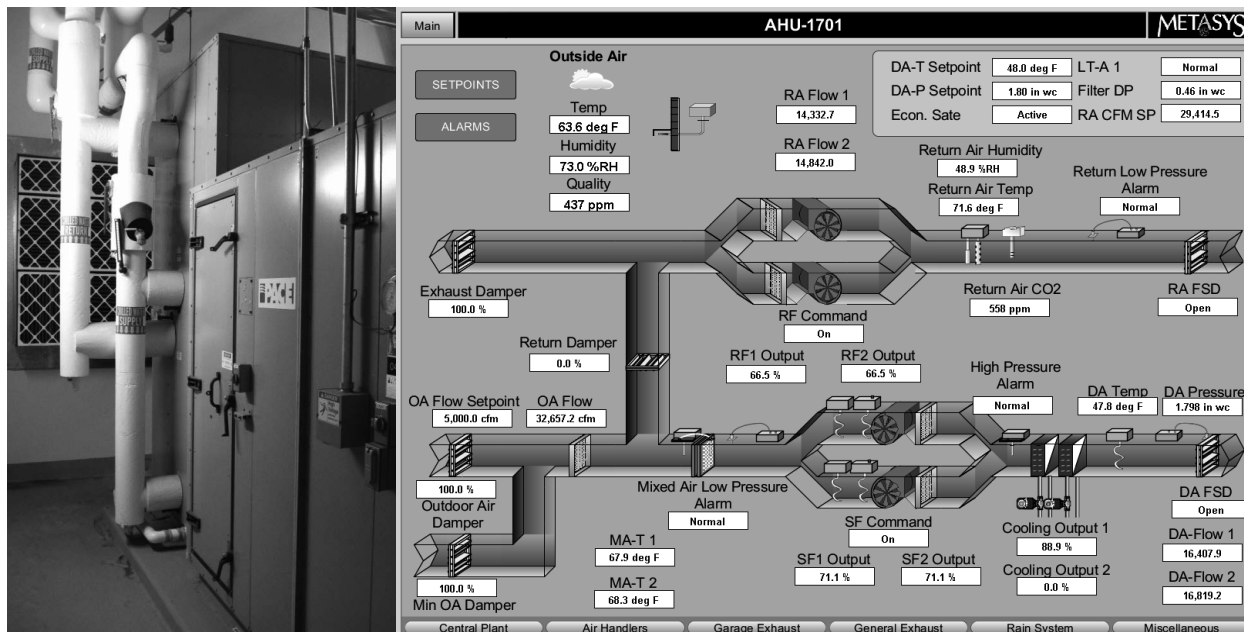 CHILLED WATER RETURN
CHILLED WATER SUPPLY
PACE
Main
AHU-1701
METASYS
SETPOINTS
ALARMS
Outside Air
Temp
63.6 deg F
Humidity
73.0 %RH
Quality
437 ppm
RA Flow 1
14,332.7
RA Flow 2
14,842.0
DA-T Setpoint 48.0 deg F LT-A 1 Normal
DA-P Setpoint 1.80 in wc Filter DP 0.46 in wc
Econ. Sate Active RA CFM SP 29,414.5
Return Air Humidity
48.9 %RH
Return Air Temp
71.6 deg F
Return Low Pressure
Alarm
Normal
Exhaust Damper
100.0 %
RF Command
On
Return Air CO2
558 ppm
RA FSD
Open
Return Damper
0.0 %
RF1 Output
66.5 %
RF2 Output
66.5 %
High Pressure
Alarm
Normal
DA Temp
47.8 deg F
DA Pressure
1.798 in wc
OA Flow Setpoint
5,000.0 cfm
OA Flow
32,657.2 cfm
100.0 %
Outdoor Air
Damper
Mixed Air Low Pressure
Alarm
Normal
SF Command
On
Cooling Output 1
88.9 %
DA FSD
Open
MA-T 1
67.9 deg F
MA-T 2
68.3 deg F
SF1 Output
71.1 %
SF2 Output
71.1 %
Cooling Output 2
0.0 %
DA-Flow 1
16,407.9
DA-Flow 2
16,819.2
100.0 %
Min OA Damper
Central Plant
Air Handlers
Garage Exhaust
General Exhaust
Rain System
Miscellaneous